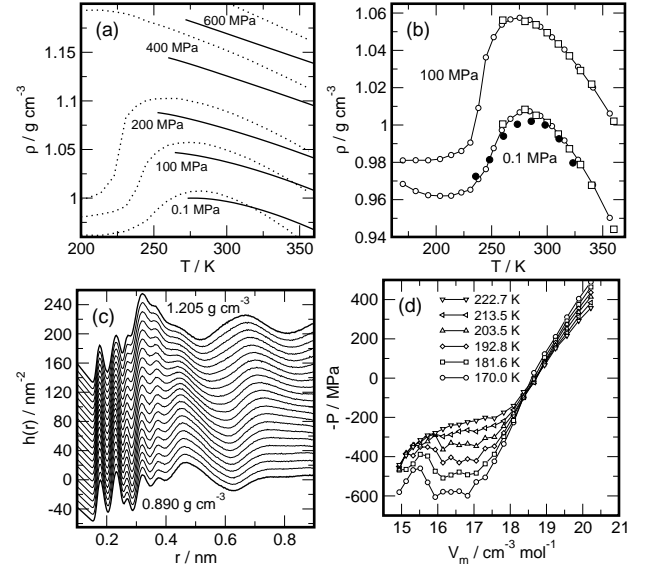 (a)
600 MPa
400 MPa
200 MPa
100 MPa
0.1 MPa
1.15
1.10
1.05
1
200 250 300 350
T / K
ρ / g cm⁻³
(b)
100 MPa
0.1 MPa
1.06
1.04
1.02
1.00
0.98
0.96
0.94
200 250 300 350
T / K
ρ / g cm⁻³
(c)
1.205 g cm⁻³
0.890 g cm⁻³
240
200
160
120
80
40
0
-40
0.2 0.4 0.6 0.8
r / nm
h(r) / nm⁻²
(d)
222.7 K
213.5 K
203.5 K
192.8 K
181.6 K
170.0 K
400
200
0
-200
-400
-600
15 16 17 18 19 20 21
Vₘ / cm⁻³ mol⁻¹
-P / MPa